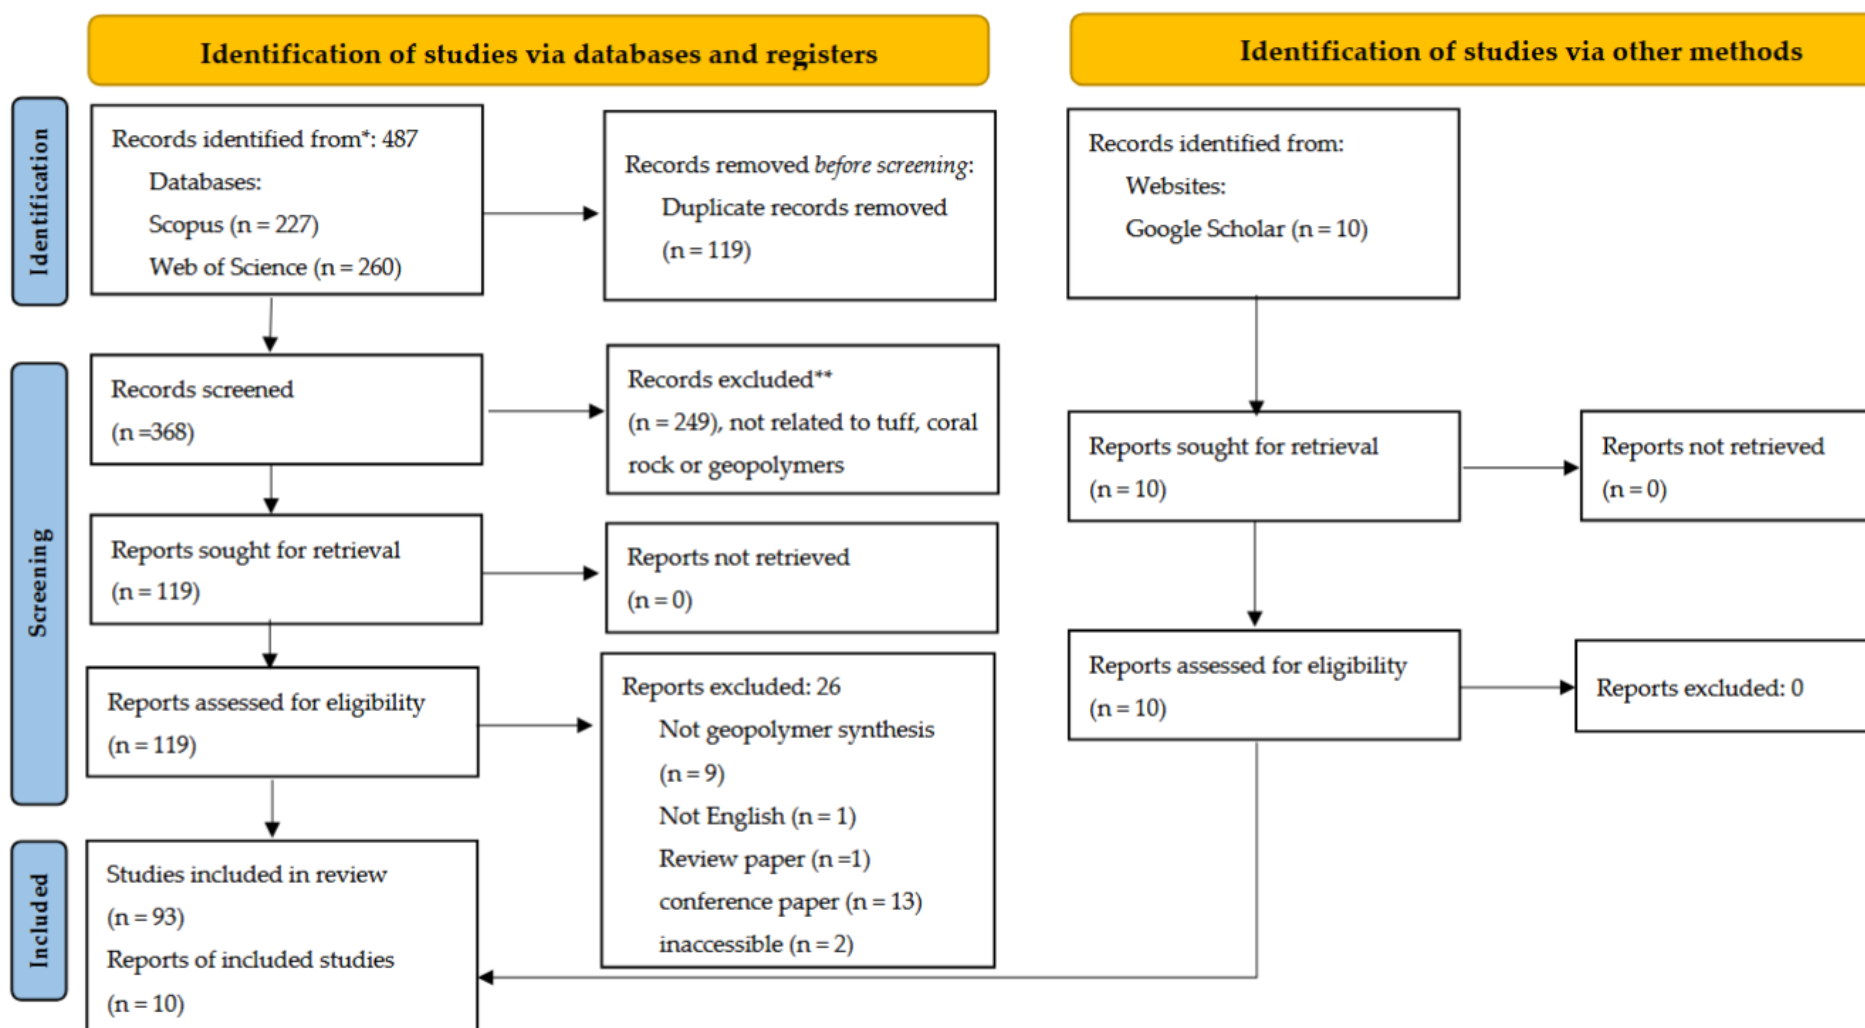 Identification of studies via databases and registers
Identification of studies via other methods
Identification
Records identified from*: 487
Databases:
Scopus (n = 227)
Web of Science (n = 260)
Records removed before screening:
Duplicate records removed
(n = 119)
Records identified from:
Websites:
Google Scholar (n = 10)
Screening
Records screened
(n =368)
Records excluded**
(n = 249), not related to tuff, coral
rock or geopolymers
Reports sought for retrieval
(n = 119)
Reports not retrieved
(n = 0)
Reports sought for retrieval
(n = 10)
Reports not retrieved
(n = 0)
Reports assessed for eligibility
(n = 119)
Reports excluded: 26
Not geopolymer synthesis
(n = 9)
Not English (n = 1)
Review paper (n =1)
conference paper (n = 13)
inaccessible (n = 2)
Reports assessed for eligibility
(n = 10)
Reports excluded: 0
Included
Studies included in review
(n = 93)
Reports of included studies
(n = 10)